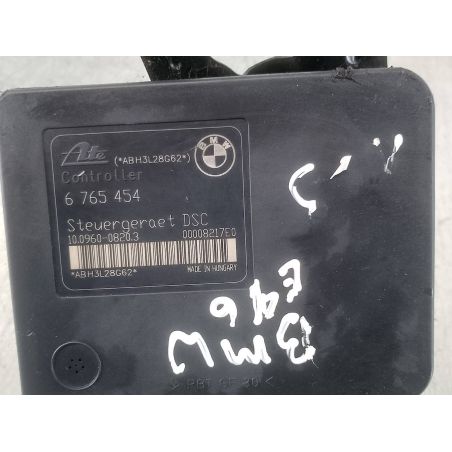 Ate (*ABH3L28G62*) BMW
Controller
6 765 454
Steuergeraet DSC
10.0960-0820.3 00008217E0
*ABH3L28G62* MADE IN HUNGARY
E46
BMW